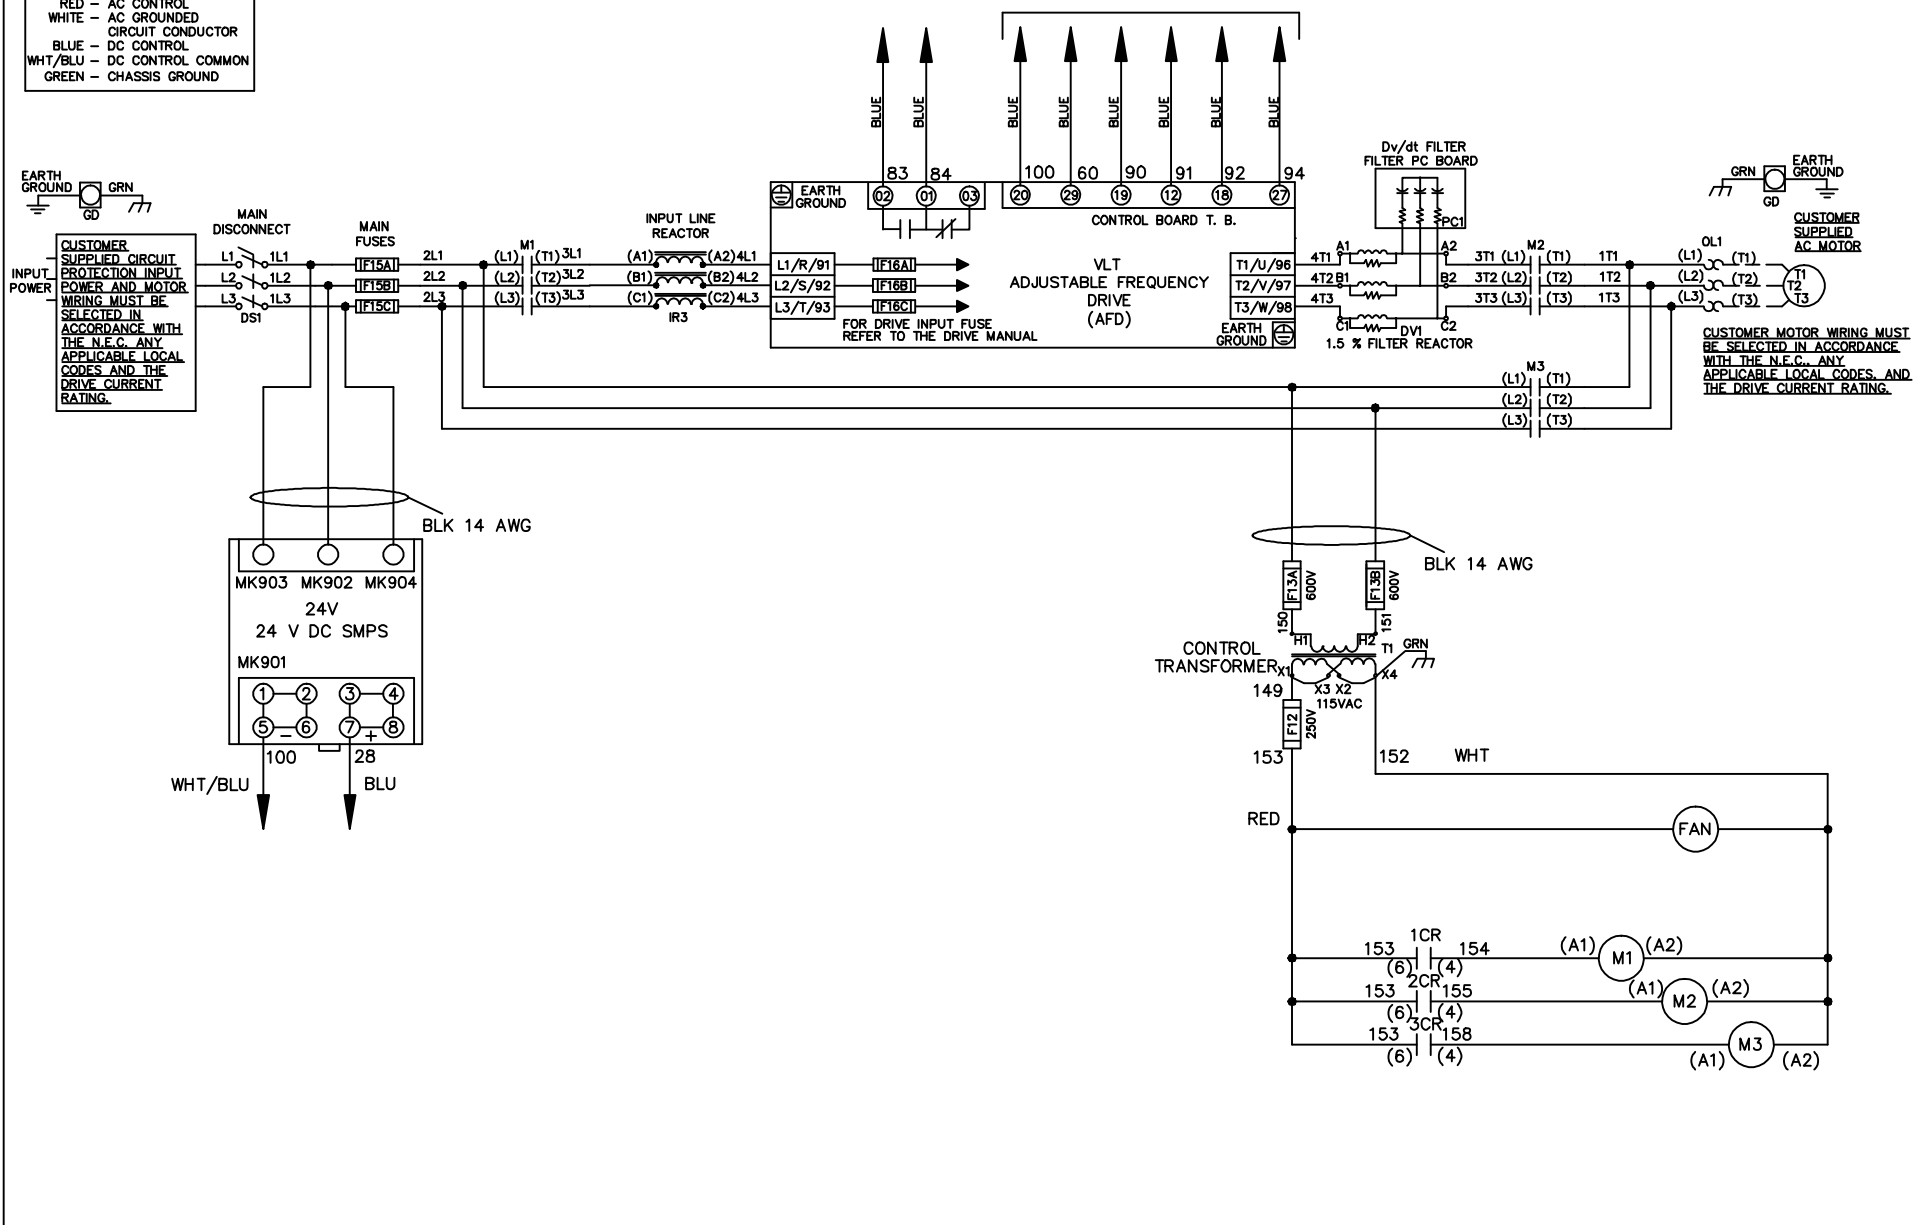 RED – AC CONTROL
WHITE – AC GROUNDED
CIRCUIT CONDUCTOR
BLUE – DC CONTROL
WHT/BLU – DC CONTROL COMMON
GREEN – CHASSIS GROUND
BLUE
BLUE
BLUE
BLUE
BLUE
BLUE
BLUE
BLUE
83
84
100
60
90
91
92
94
EARTH
GROUND
02
01
03
20
29
19
12
18
27
CONTROL BOARD T. B.
Dv/dt FILTER
FILTER PC BOARD
PC1
EARTH
GROUND
GRN
GD
GRN
EARTH
GROUND
GD
CUSTOMER
SUPPLIED
AC MOTOR
INPUT
POWER
CUSTOMER
SUPPLIED CIRCUIT
PROTECTION INPUT
POWER AND MOTOR
WIRING MUST BE
SELECTED IN
ACCORDANCE WITH
THE N.E.C. ANY
APPLICABLE LOCAL
CODES AND THE
DRIVE CURRENT
RATING.
MAIN
DISCONNECT
L1 1L1
L2 1L2
L3 1L3
DS1
MAIN
FUSES
F15A
F15B
F15C
2L1
2L2
2L3
M1
(L1) (T1) 3L1
(L2) (T2) 3L2
(L3) (T3) 3L3
INPUT LINE
REACTOR
(A1) (A2) 4L1
(B1) (B2) 4L2
(C1) (C2) 4L3
IR3
L1/R/91
L2/S/92
L3/T/93
F16A
F16B
F16C
FOR DRIVE INPUT FUSE
REFER TO THE DRIVE MANUAL
VLT
ADJUSTABLE FREQUENCY
DRIVE
(AFD)
T1/U/96
T2/V/97
T3/W/98
EARTH
GROUND
4T1 A1 A2
4T2 B1 B2
4T3
C1 DV1 C2
1.5 % FILTER REACTOR
M2
3T1 (L1) (T1) 1T1
3T2 (L2) (T2) 1T2
3T3 (L3) (T3) 1T3
OL1
(L1) (T1)
(L2) (T2)
(L3) (T3)
T1
T2
T3
CUSTOMER MOTOR WIRING MUST
BE SELECTED IN ACCORDANCE
WITH THE N.E.C., ANY
APPLICABLE LOCAL CODES, AND
THE DRIVE CURRENT RATING.
M3
(L1) (T1)
(L2) (T2)
(L3) (T3)
BLK 14 AWG
MK903 MK902 MK904
24V
24 V DC SMPS
MK901
1 2 3 4
5 – 6 7 + 8
100 28
WHT/BLU BLU
BLK 14 AWG
F13A
600V
F13B
600V
150
151
H1 H2
T1
GRN
CONTROL
TRANSFORMER
X1
X3 X2
X4
115VAC
149
F12
250V
153
152 WHT
RED
FAN
1CR
153 154 (A1) M1 (A2)
(6) (4)
2CR
153 155 (A1) M2 (A2)
(6) (4)
3CR
153 158 M3
(6) (4) (A1) (A2)